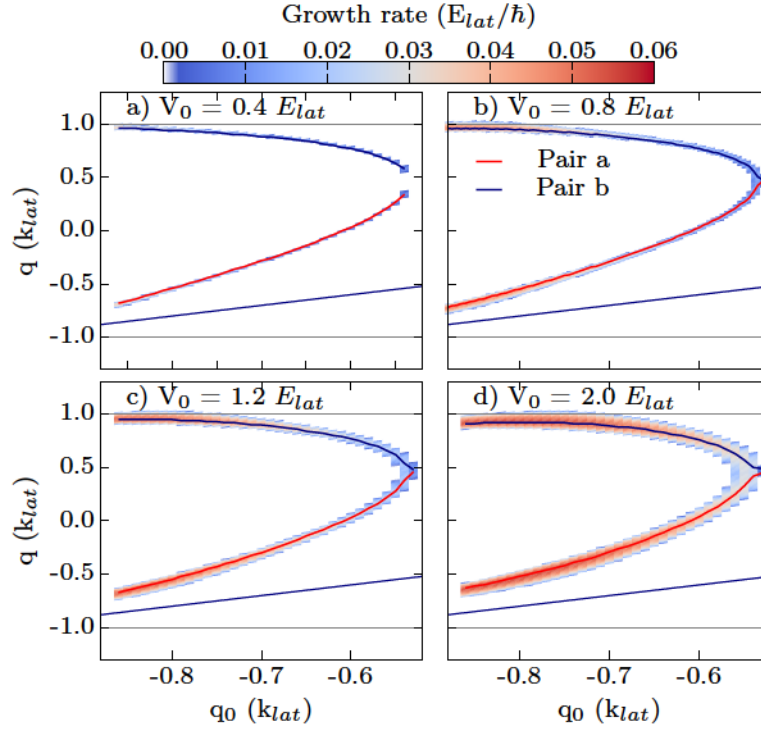 Growth rate (E_lat/ħ)
0.00 0.01 0.02 0.03 0.04 0.05 0.06
a) V_0 = 0.4 E_lat b) V_0 = 0.8 E_lat
Pair a
Pair b
1.0
0.5
0.0
-0.5
-1.0
q (k_lat)
c) V_0 = 1.2 E_lat d) V_0 = 2.0 E_lat
1.0
0.5
0.0
-0.5
-1.0
q (k_lat)
-0.8 -0.7 -0.6 -0.8 -0.7 -0.6
q_0 (k_lat) q_0 (k_lat)